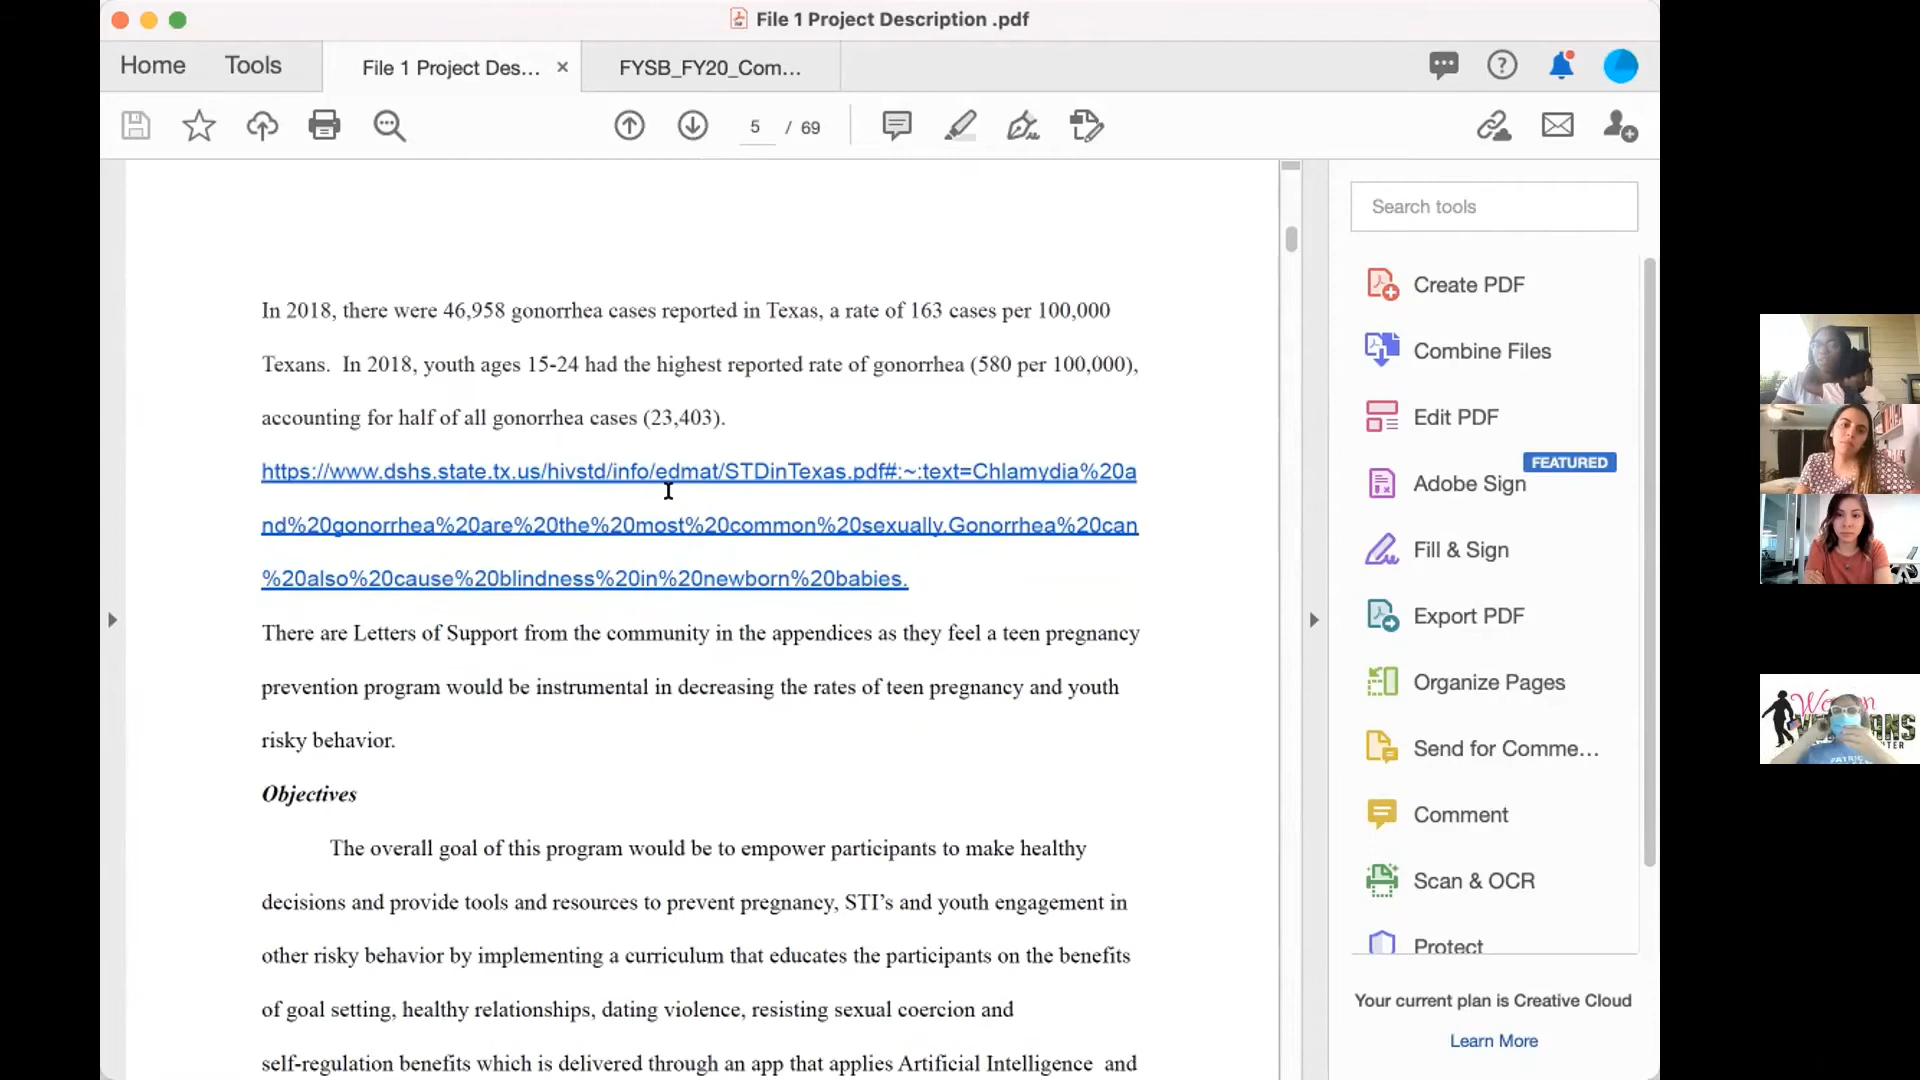 File 1 Project Description .pdf
Home Tools File 1 Project Des... × FYSB_FY20_Com...
5 / 69
In 2018, there were 46,958 gonorrhea cases reported in Texas, a rate of 163 cases per 100,000
Texans.  In 2018, youth ages 15-24 had the highest reported rate of gonorrhea (580 per 100,000),
accounting for half of all gonorrhea cases (23,403).
https://www.dshs.state.tx.us/hivstd/info/edmat/STDinTexas.pdf#:~:text=Chlamydia%20a
nd%20gonorrhea%20are%20the%20most%20common%20sexually,Gonorrhea%20can
%20also%20cause%20blindness%20in%20newborn%20babies.
There are Letters of Support from the community in the appendices as they feel a teen pregnancy
prevention program would be instrumental in decreasing the rates of teen pregnancy and youth
risky behavior.
Objectives
The overall goal of this program would be to empower participants to make healthy
decisions and provide tools and resources to prevent pregnancy, STI’s and youth engagement in
other risky behavior by implementing a curriculum that educates the participants on the benefits
of goal setting, healthy relationships, dating violence, resisting sexual coercion and
self-regulation benefits which is delivered through an app that applies Artificial Intelligence  and
Search tools
Create PDF
Combine Files
Edit PDF
FEATURED
Adobe Sign
Fill & Sign
Export PDF
Organize Pages
Send for Comme...
Comment
Scan & OCR
Protect
Your current plan is Creative Cloud
Learn More